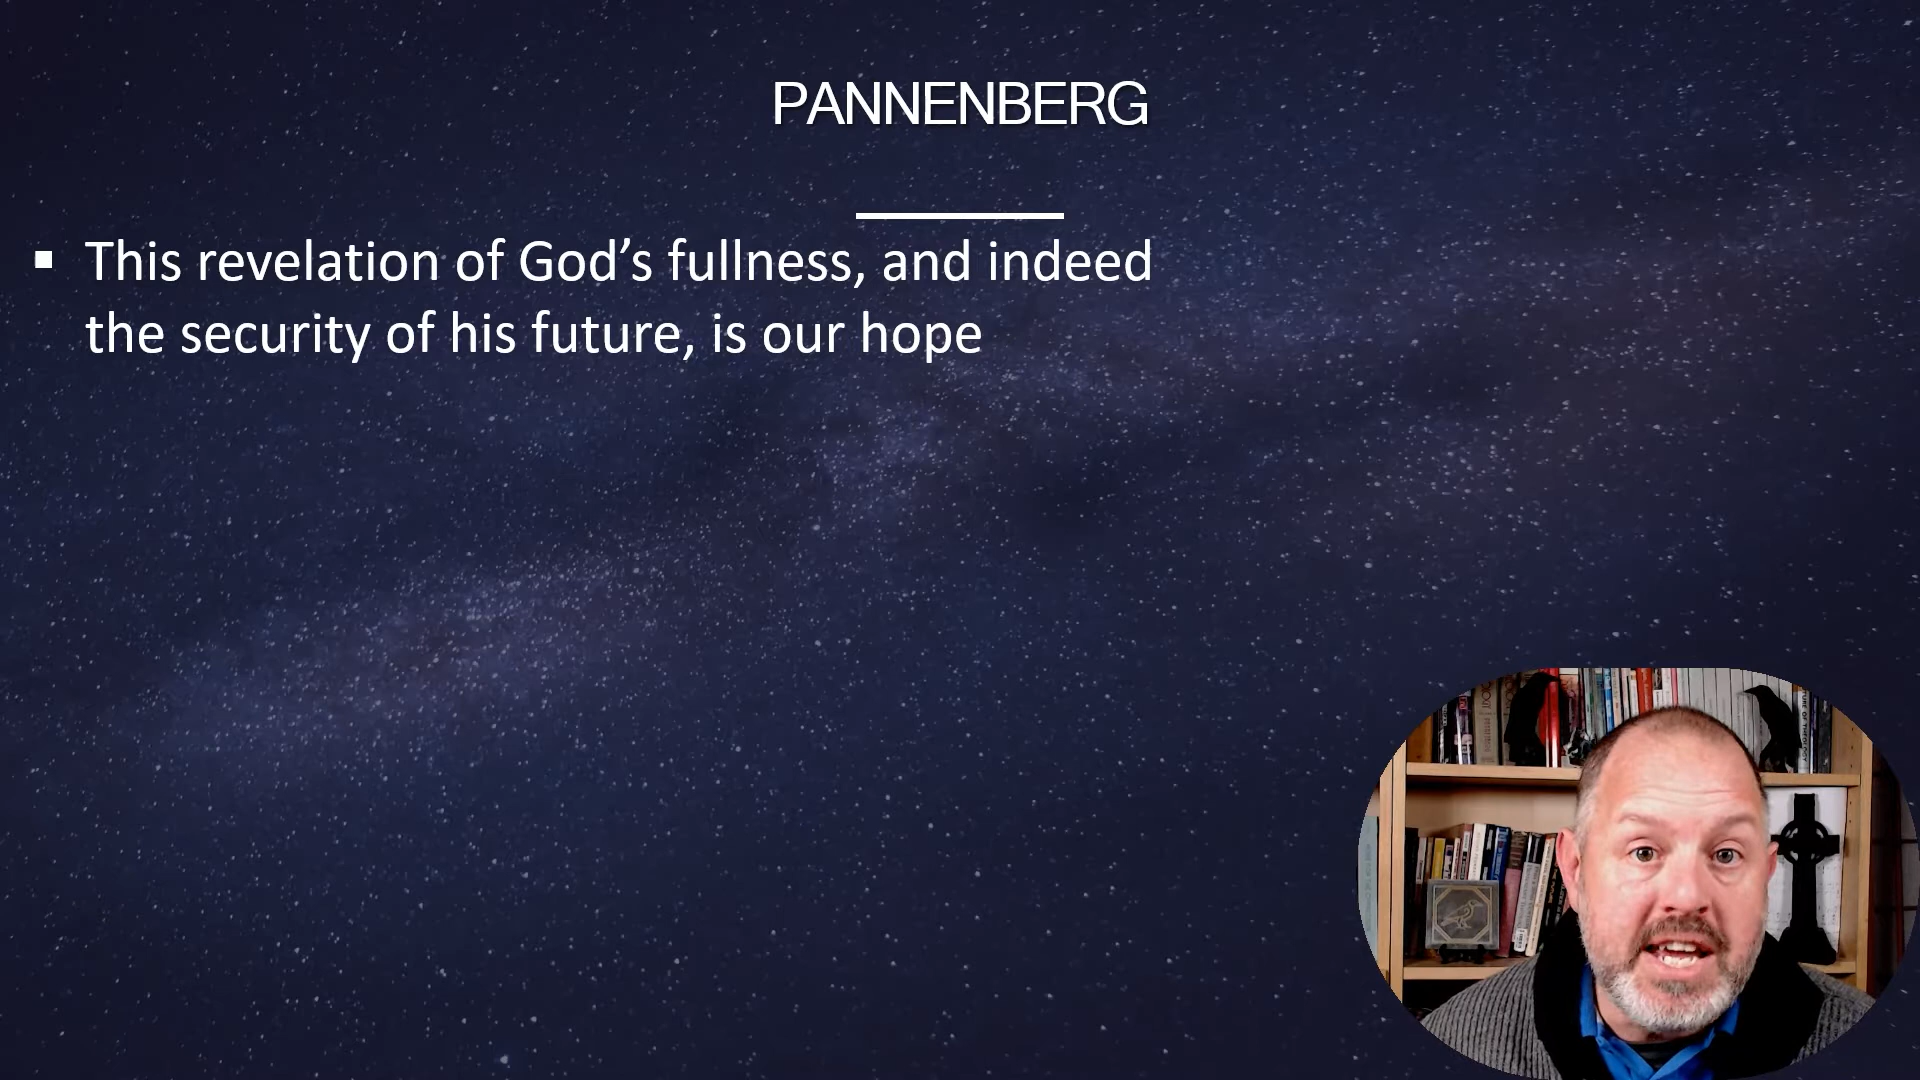 PANNENBERG
▪ This revelation of God’s fullness, and indeed
the security of his future, is our hope